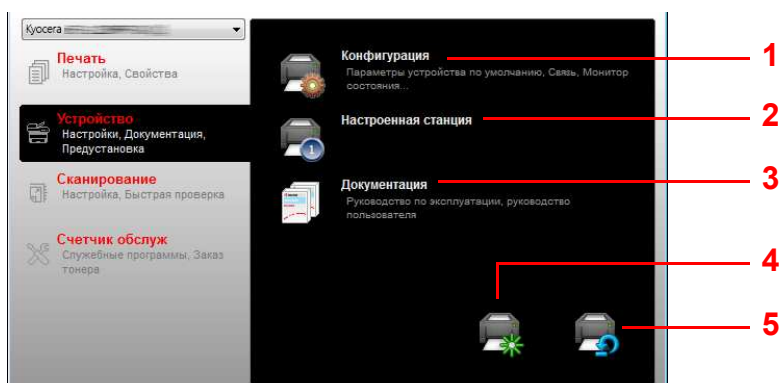 Kyocera
Печать
Настройка, Свойства
Устройство
Настройки, Документация,
Предустановка
Сканирование
Настройка, Быстрая проверка
Счетчик обслуж
Служебные программы, Заказ
тонера
Конфигурация
Параметры устройства по умолчанию, Связь, Монитор
состояния...
Настроенная станция
1
Документация
Руководство по эксплуатации, руководство
пользователя
1
2
3
4
5